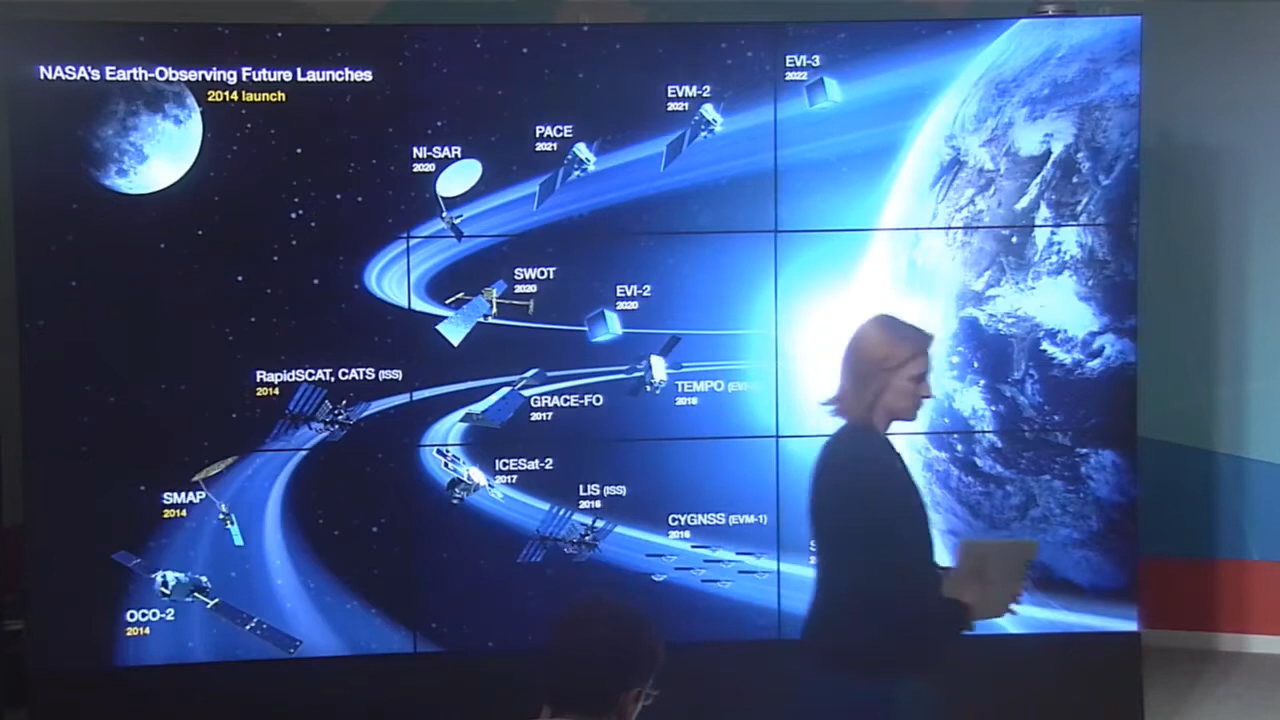 NASA's Earth-Observing Future Launches
2014 launch
EVI-3
2022
EVM-2
2021
PACE
2021
NI-SAR
2020
SWOT
2020
EVI-2
2020
RapidSCAT, CATS (ISS)
2014
TEMPO
2018
GRACE-FO
2017
ICESat-2
2017
SMAP
2014
LIS (ISS)
2016
CYGNSS (EVM-1)
2016
OCO-2
2014